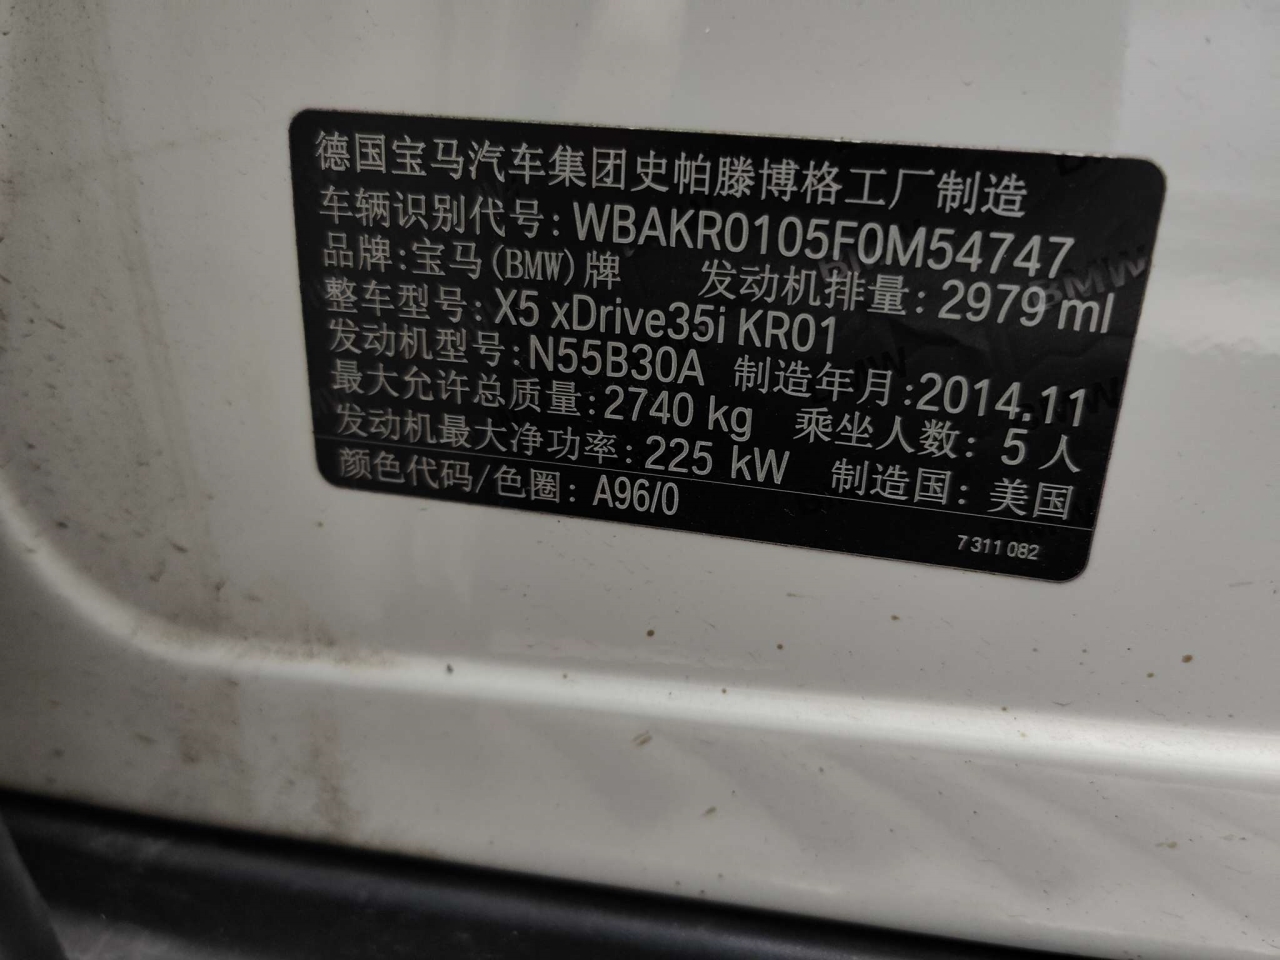 德国宝马汽车集团史帕滕博格工厂制造
车辆识别代号: WBAKR0105F0M54747
品牌:宝马(BMW)牌 发动机排量: 2979 ml
整车型号: X5 xDrive35i KR01
发动机型号: N55B30A 制造年月:2014.11
最大允许总质量:2740 kg 乘坐人数: 5 人
发动机最大净功率: 225 kW 制造国: 美国
颜色代码/色圈: A96/0
7 311 082